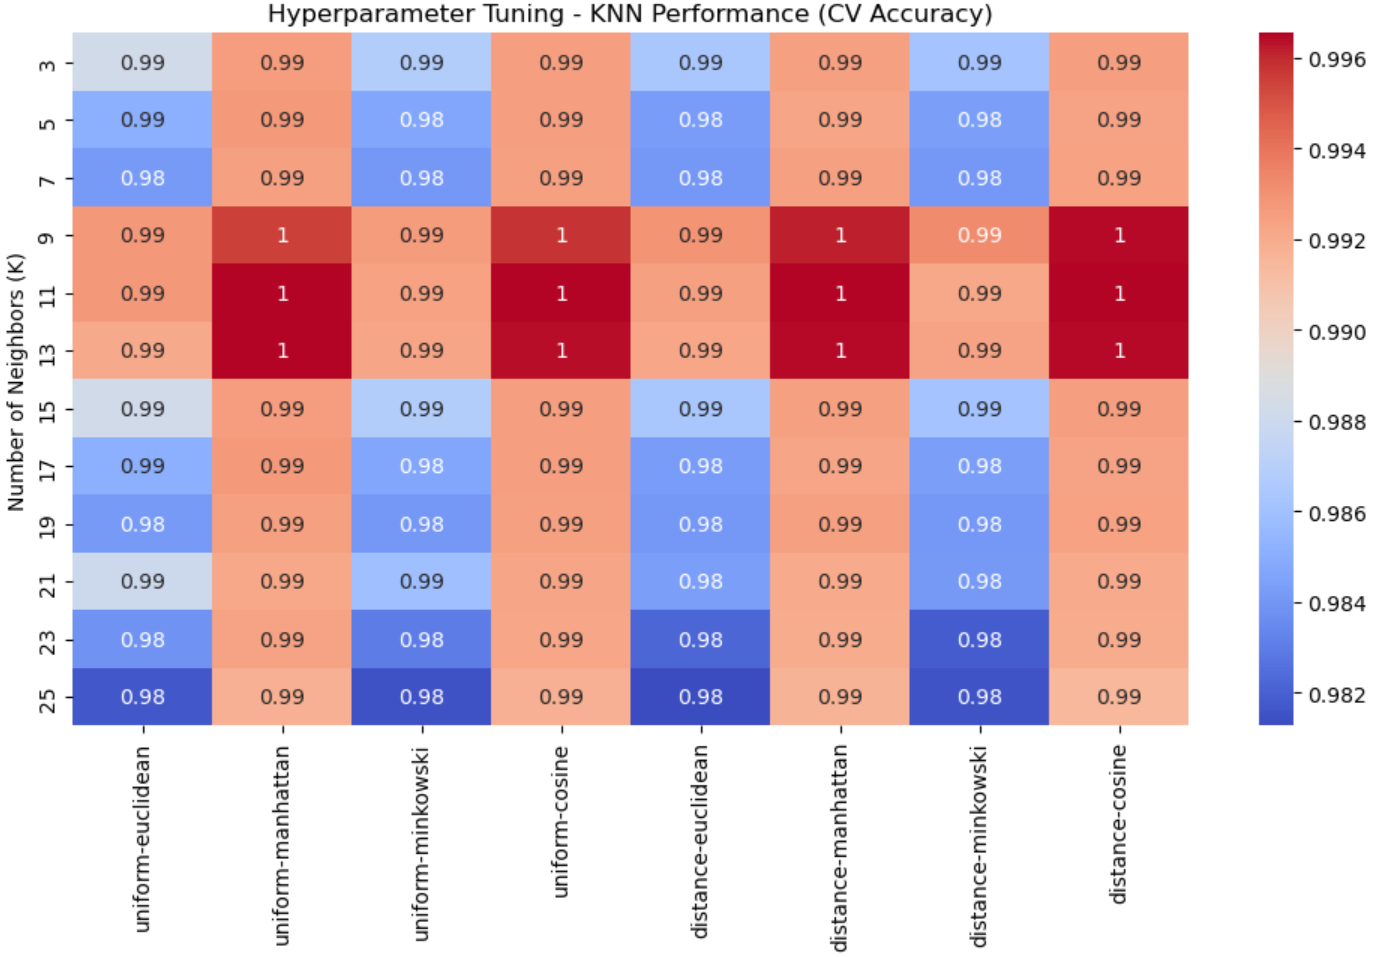 Hyperparameter Tuning - KNN Performance (CV Accuracy)
Number of Neighbors (K)
3 0.99 0.99 0.99 0.99 0.99 0.99 0.99 0.99
5 0.99 0.99 0.98 0.99 0.98 0.99 0.98 0.99
7 0.98 0.99 0.98 0.99 0.98 0.99 0.98 0.99
9 0.99 1 0.99 1 0.99 1 0.99 1
11 0.99 1 0.99 1 0.99 1 0.99 1
13 0.99 1 0.99 1 0.99 1 0.99 1
15 0.99 0.99 0.99 0.99 0.99 0.99 0.99 0.99
17 0.99 0.99 0.98 0.99 0.98 0.99 0.98 0.99
19 0.98 0.99 0.98 0.99 0.98 0.99 0.98 0.99
21 0.99 0.99 0.99 0.99 0.98 0.99 0.98 0.99
23 0.98 0.99 0.98 0.99 0.98 0.99 0.98 0.99
25 0.98 0.99 0.98 0.99 0.98 0.99 0.98 0.99
uniform-euclidean
uniform-manhattan
uniform-minkowski
uniform-cosine
distance-euclidean
distance-manhattan
distance-minkowski
distance-cosine
0.996
0.994
0.992
0.990
0.988
0.986
0.984
0.982